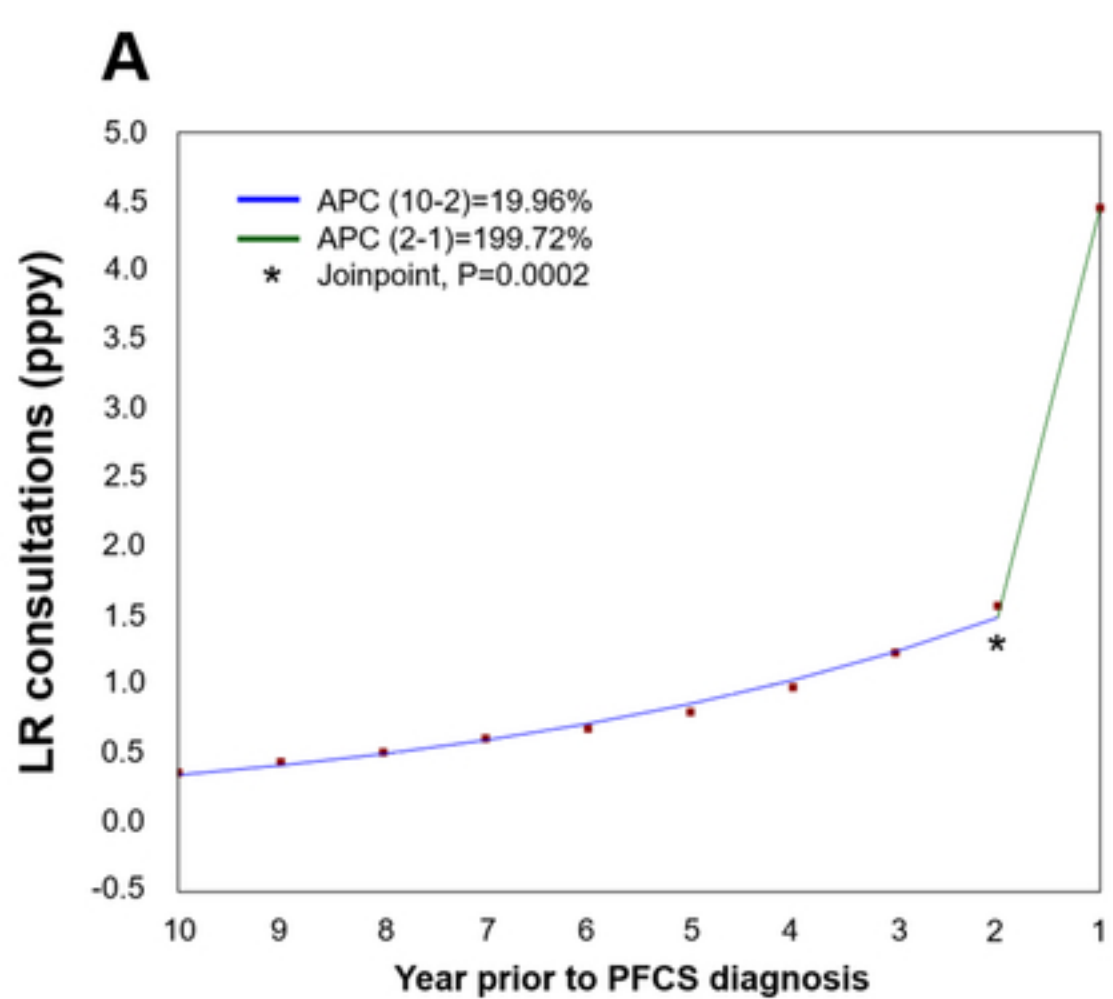 A
LR consultations (pppy)
5.0
4.5
4.0
3.5
3.0
2.5
2.0
1.5
1.0
0.5
0.0
-0.5
APC (10-2)=19.96%
APC (2-1)=199.72%
* Joinpoint, P=0.0002
*
10 9 8 7 6 5 4 3 2 1
Year prior to PFCS diagnosis